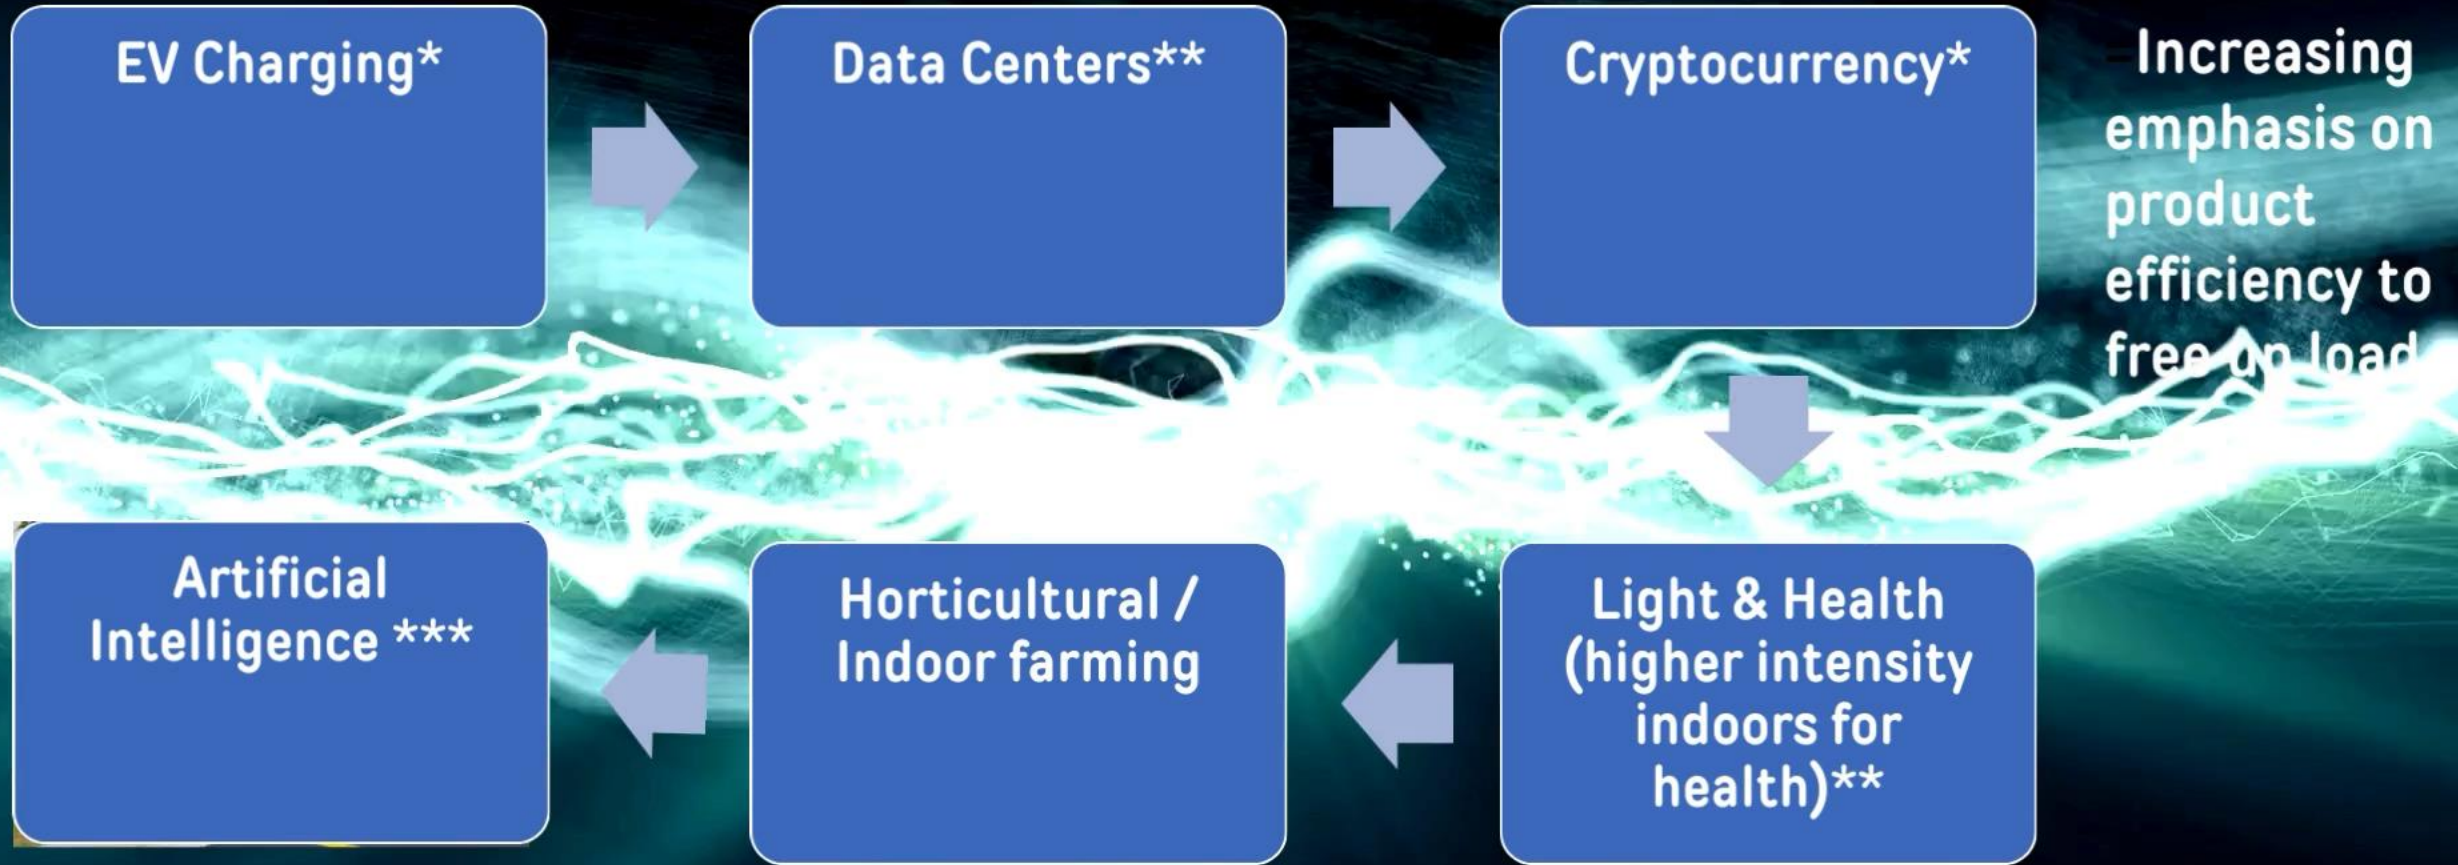 EV Charging*
Data Centers**
Cryptocurrency*
Increasing
emphasis on
product
efficiency to
free up load
Artificial
Intelligence ***
Horticultural /
Indoor farming
Light & Health
(higher intensity
indoors for
health)**